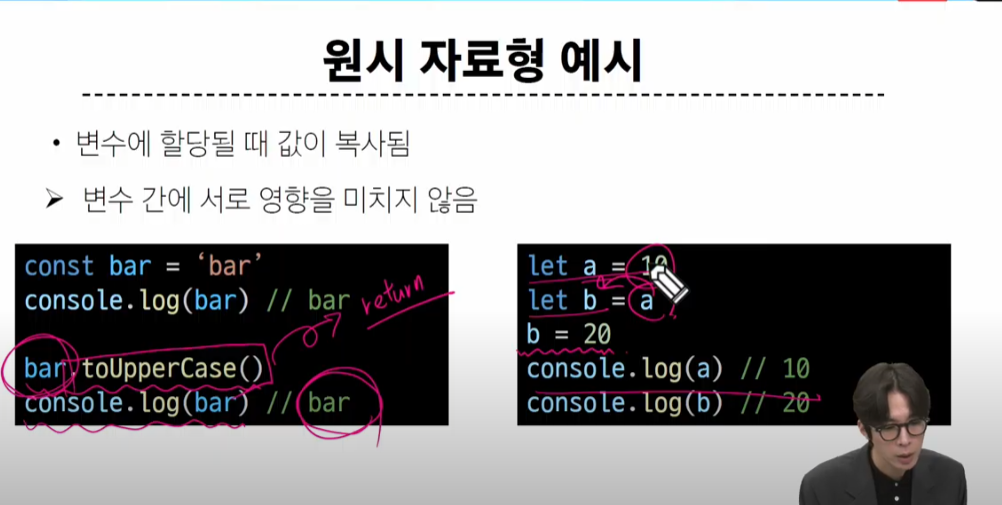 원시 자료형 예시
• 변수에 할당될 때 값이 복사됨
➢ 변수 간에 서로 영향을 미치지 않음
const bar = ‘bar’
console.log(bar) // bar
return
bar.toUpperCase()
console.log(bar) // bar
let a = 10
let b = a
b = 20
console.log(a) // 10
console.log(b) // 20